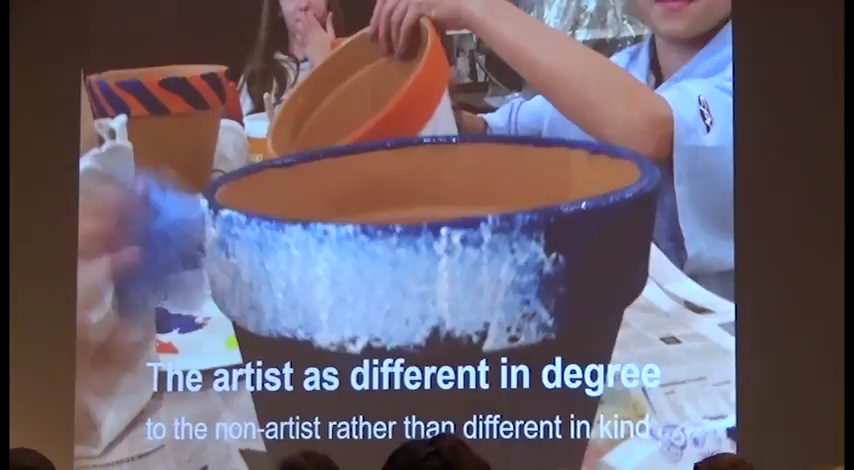 The artist as different in degree
to the non-artist rather than different in kind